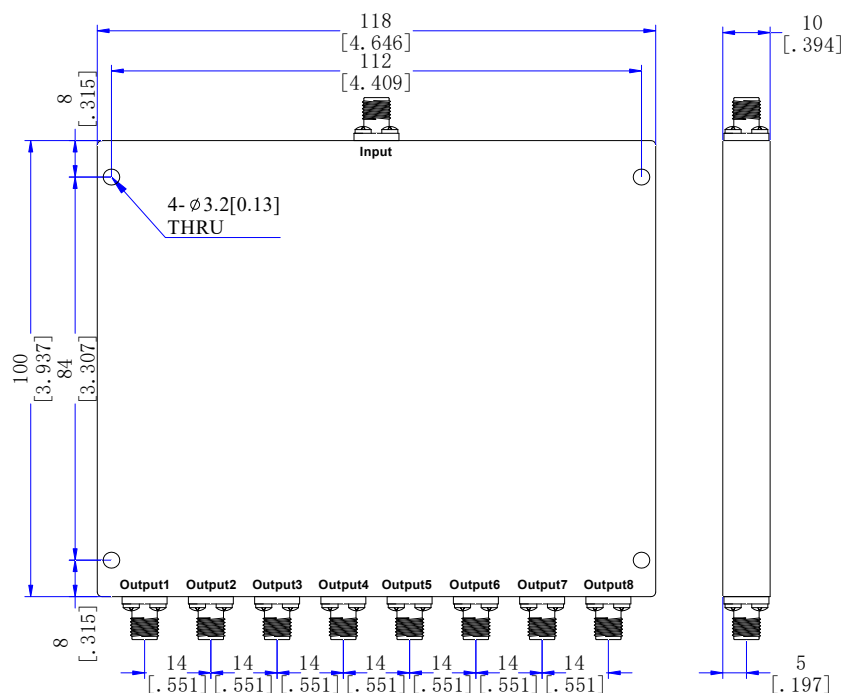 118
[4.646]
10
[.394]
112
[4.409]
8
[.315]
Input
4- ϕ3.2[0.13]
THRU
100
[3.937]
84
[3.307]
Output1 Output2 Output3 Output4 Output5 Output6 Output7 Output8
8
[.315]
14 14 14 14 14 14 14
[.551] [.551] [.551] [.551] [.551] [.551] [.551]
5
[.197]